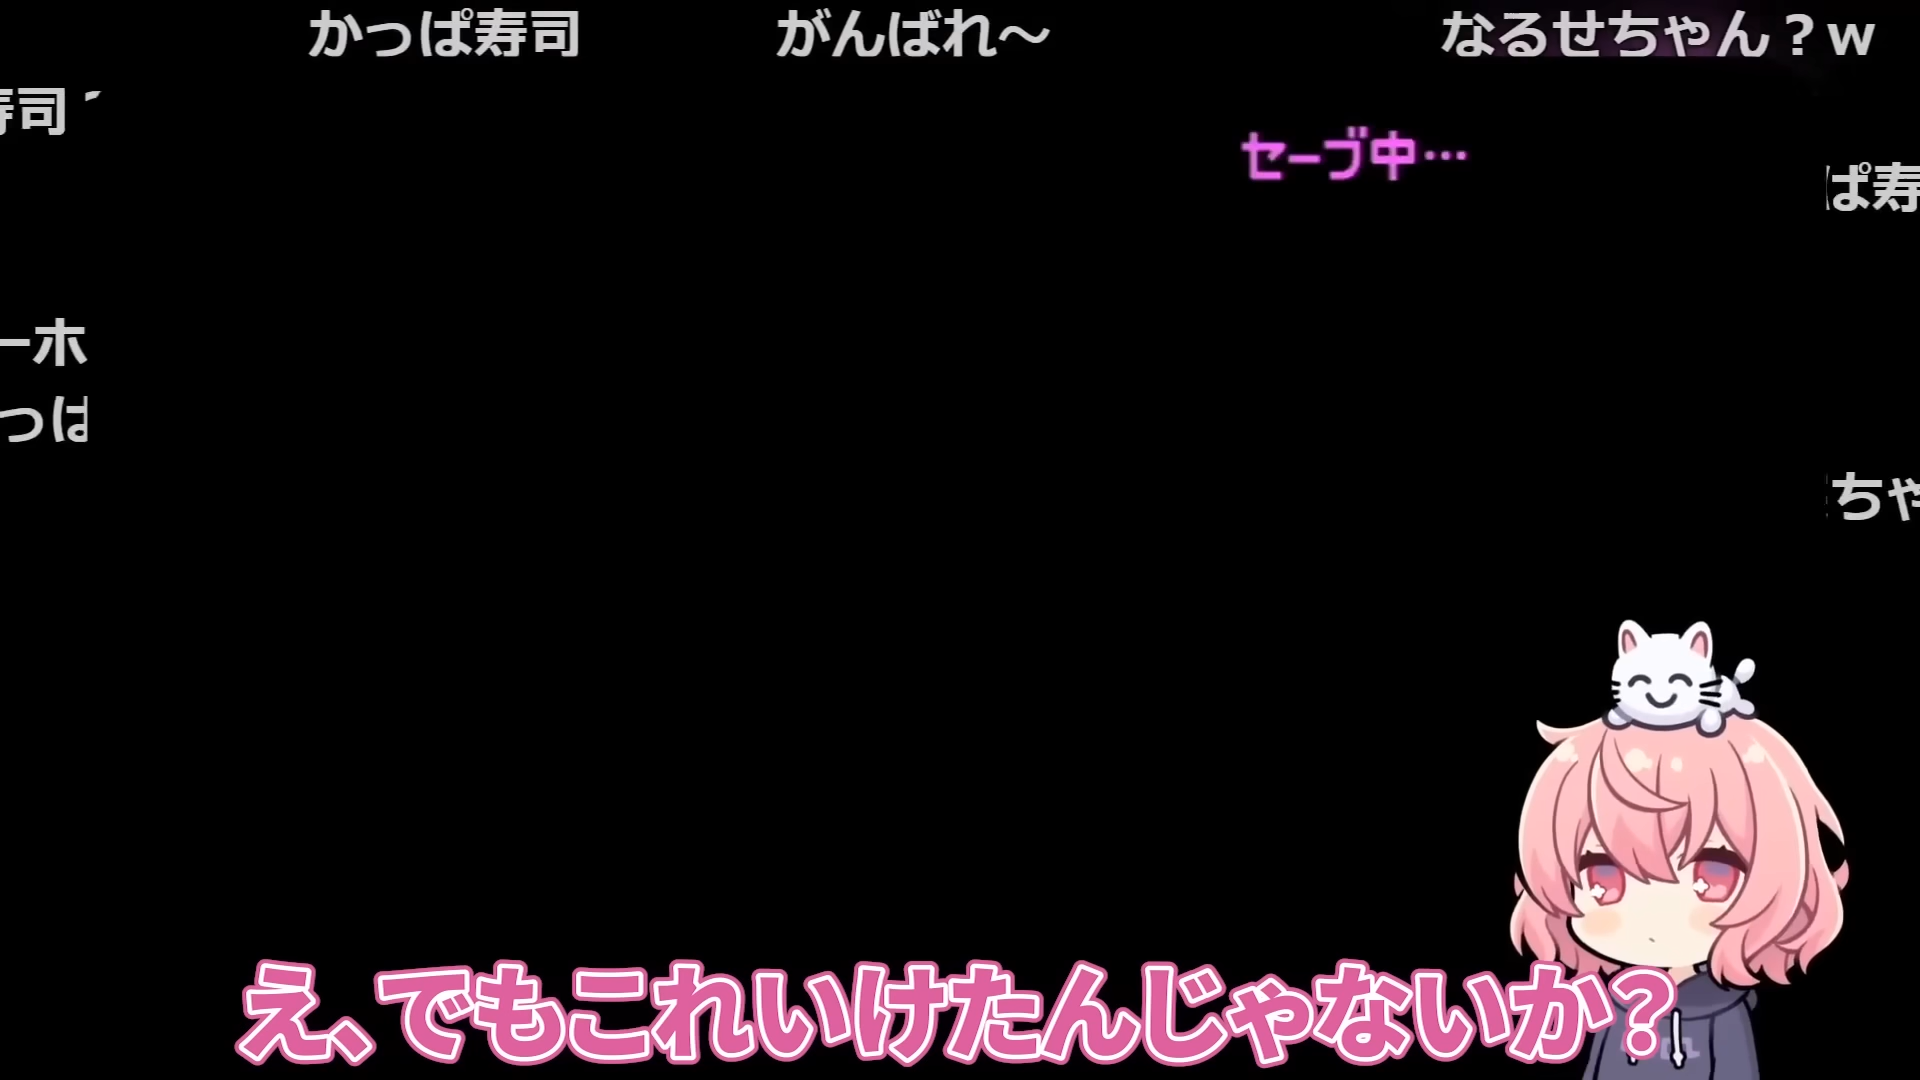 かっぱ寿司
がんばれ〜
なるせちゃん？w
寿司
セーブ中…
ぱ寿
ーホ
っぱ
ちゃ
え、でもこれいけたんじゃないか？